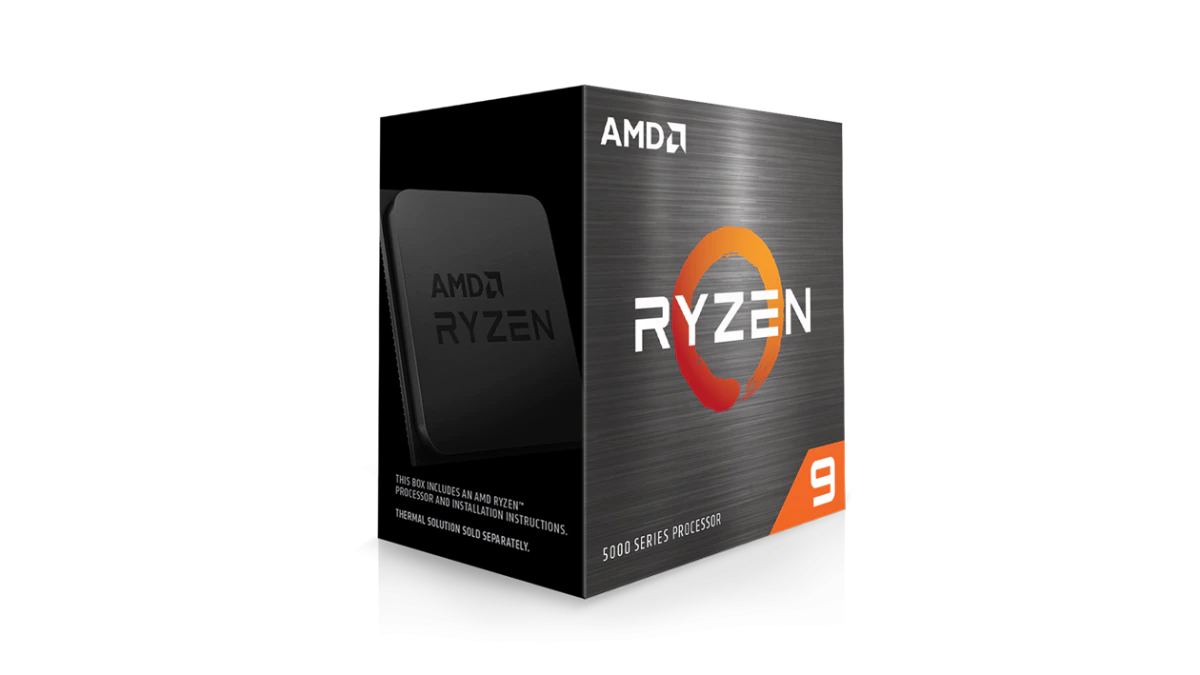 AMD
RYZEN
THIS BOX INCLUDES AN AMD RYZEN™
PROCESSOR AND INSTALLATION INSTRUCTIONS.
THERMAL SOLUTION SOLD SEPARATELY.
AMD
RYZEN
9
5000 SERIES PROCESSOR